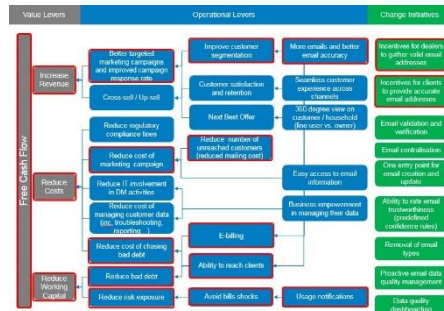 Value Levers
Operational Levers
Change Initiatives
Free Cash Flow
Increase
Revenue
Reduce
Costs
Reduce
Working
Capital
Better targeted
marketing campaigns
and improved campaign
response rate
Cross-sell / Up-sell
Reduce regulatory
compliance lines
Reduce cost of
marketing campaign
Reduce IT involvement
in DM activities
Reduce cost of
managing customer data
(inc. troubleshooting,
reporting ...)
Reduce cost of chasing
bad debt
Reduce bad debt
Reduce risk exposure
Improve customer
segmentation
Customer satisfaction
and retention
Next Best Offer
Reduce number of
unreached customers
(reduced mailing cost)
E-billing
Ability to reach clients
Avoid bills shocks
More emails and better
email accuracy
Seamless customer
experience across
channels
360 degree view on
customer / household
(line user vs. owner)
Easy access to email
information
Business empowerment
in managing their data
Usage notifications
Incentives for dealers
to gather valid email
addresses
Incentives for clients
to provide accurate
email addresses
Email validation and
verification
Email centralisation
One entry point for
email creation and
update
Ability to rate email
trustworthiness
(predefined
confidence rules)
Removal of email
types
Proactive email data
quality management
Data quality
dashboarding